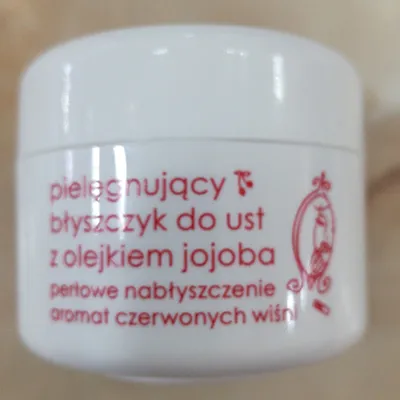 pielęgnujący
błyszczyk do ust
z olejkiem jojoba
perłowe nabłyszczenie
aromat czerwonych wiśni